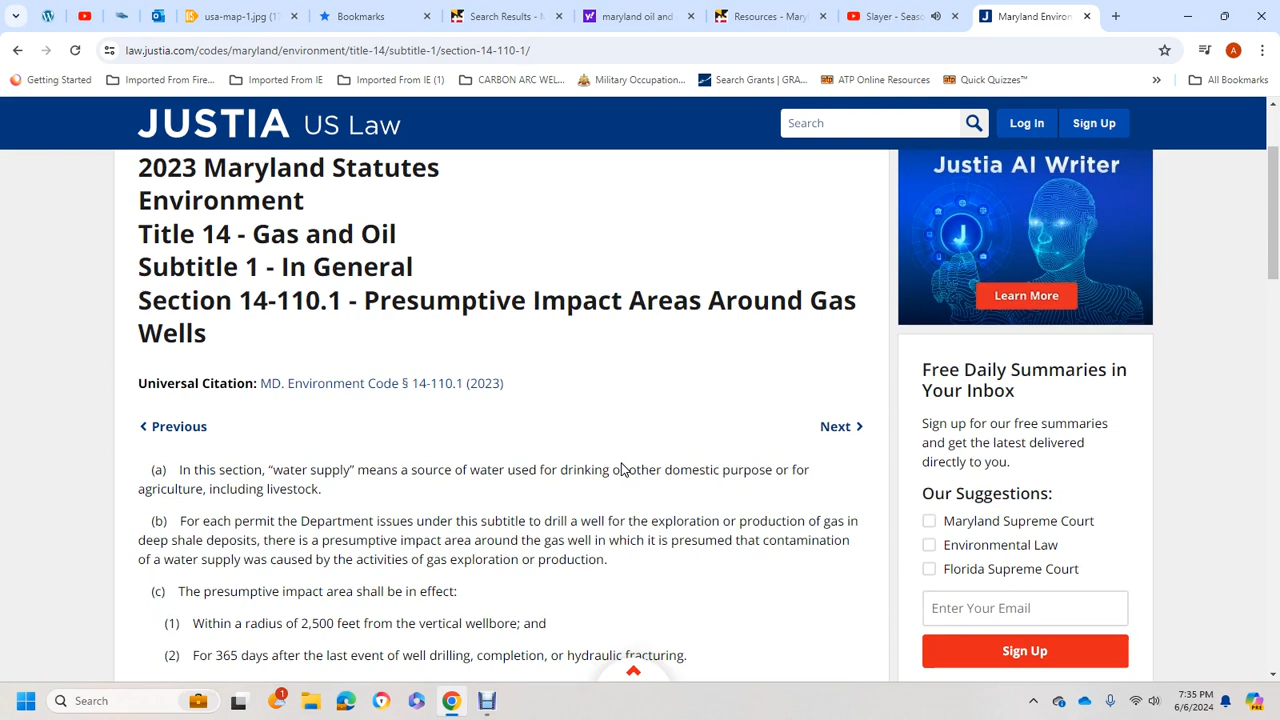 usa-map-1.jpg (1
Bookmarks
Search Results - M
maryland oil and
Resources - Mary
Slayer - Seaso
Maryland Environ
law.justia.com/codes/maryland/environment/title-14/subtitle-1/section-14-110-1/
A
Getting Started
Imported From Fire...
Imported From IE
Imported From IE (1)
CARBON ARC WEL...
Military Occupation...
Search Grants | GRA...
ATP Online Resources
Quick Quizzes™
All Bookmarks
JUSTIA US Law
Search
Log In
Sign Up
2023 Maryland Statutes
Environment
Title 14 - Gas and Oil
Subtitle 1 - In General
Section 14-110.1 - Presumptive Impact Areas Around Gas
Wells
Universal Citation: MD. Environment Code § 14-110.1 (2023)
Previous
Next
(a) In this section, “water supply” means a source of water used for drinking or other domestic purpose or for
agriculture, including livestock.
(b) For each permit the Department issues under this subtitle to drill a well for the exploration or production of gas in
deep shale deposits, there is a presumptive impact area around the gas well in which it is presumed that contamination
of a water supply was caused by the activities of gas exploration or production.
(c) The presumptive impact area shall be in effect:
(1) Within a radius of 2,500 feet from the vertical wellbore; and
(2) For 365 days after the last event of well drilling, completion, or hydraulic fracturing.
Justia AI Writer
J
Learn More
Free Daily Summaries in
Your Inbox
Sign up for our free summaries
and get the latest delivered
directly to you.
Our Suggestions:
Maryland Supreme Court
Environmental Law
Florida Supreme Court
Enter Your Email
Sign Up
Search
1
7:35 PM
6/6/2024